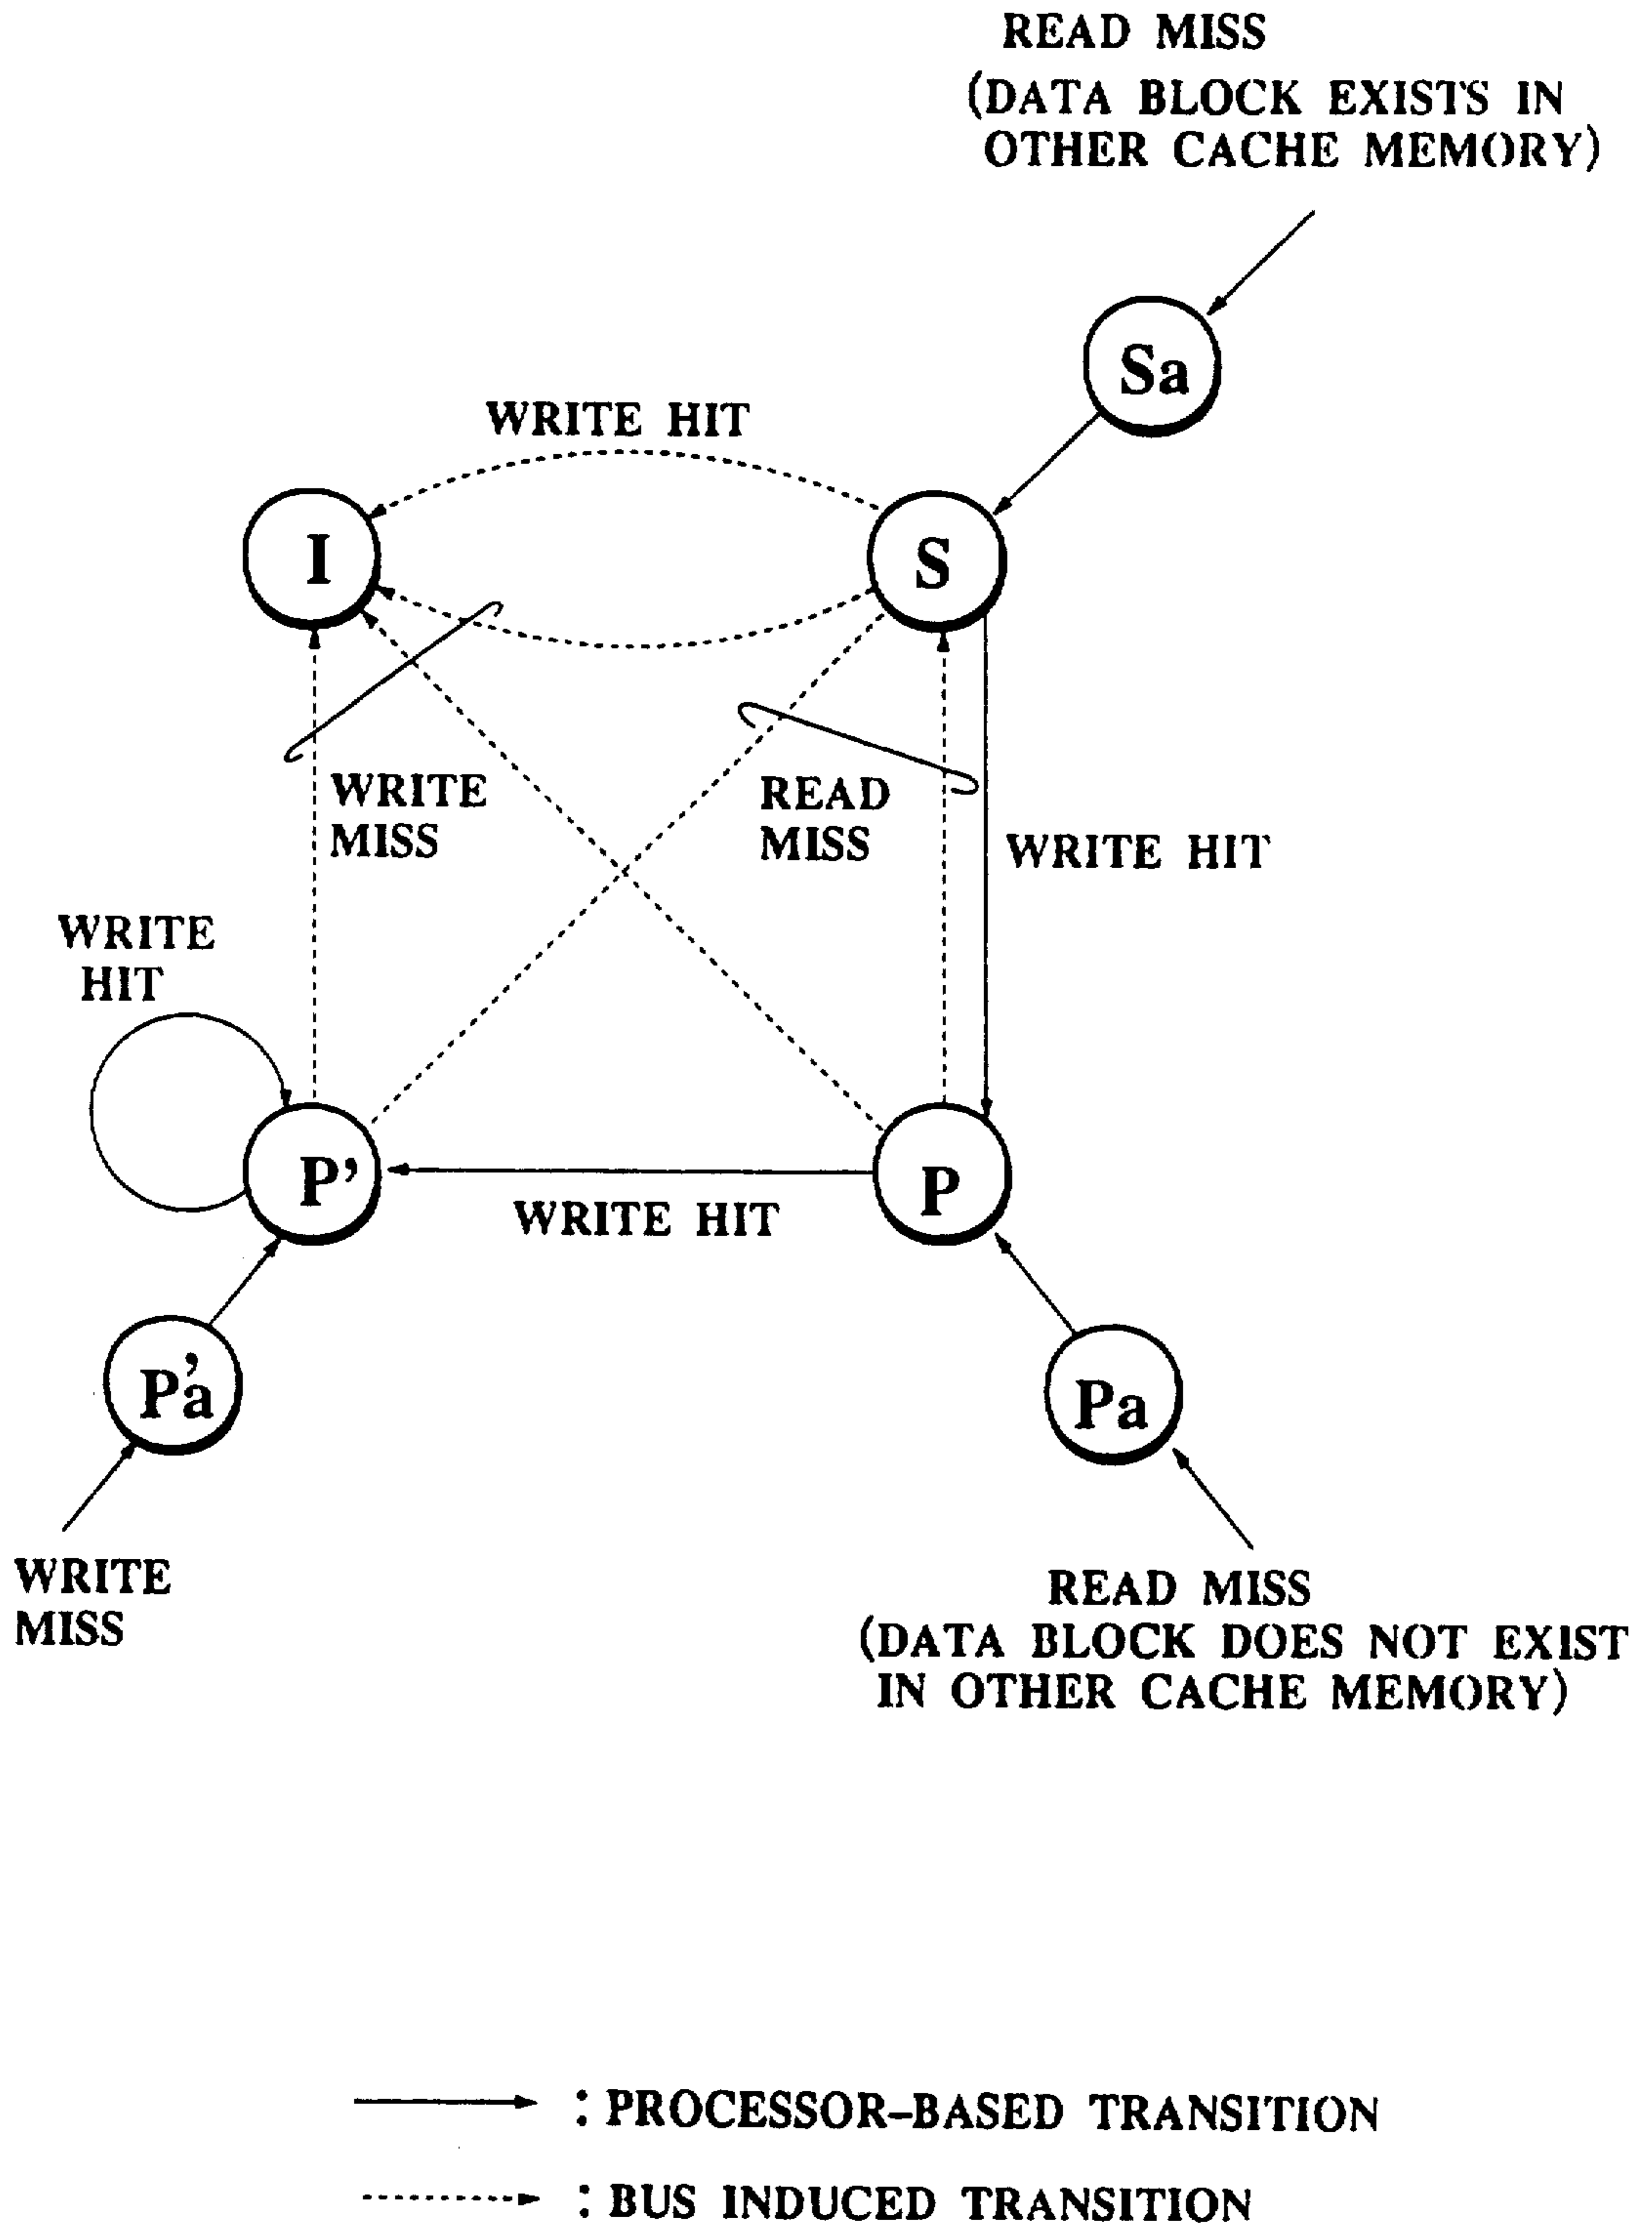 READ MISS
(DATA BLOCK EXISTS IN
OTHER CACHE MEMORY)
Sa
WRITE HIT
I
S
WRITE
MISS
READ
MISS
WRITE HIT
WRITE
HIT
P'
P
WRITE HIT
P'a
Pa
WRITE
MISS
READ MISS
(DATA BLOCK DOES NOT EXIST
IN OTHER CACHE MEMORY)
: PROCESSOR-BASED TRANSITION
: BUS INDUCED TRANSITION